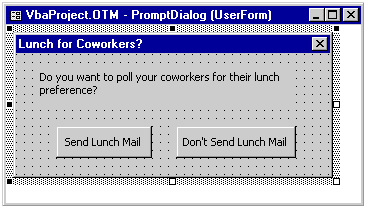 VbaProject.OTM - PromptDialog (UserForm)
Lunch for Coworkers?
Do you want to poll your coworkers for their lunch
preference?
Send Lunch Mail Don't Send Lunch Mail